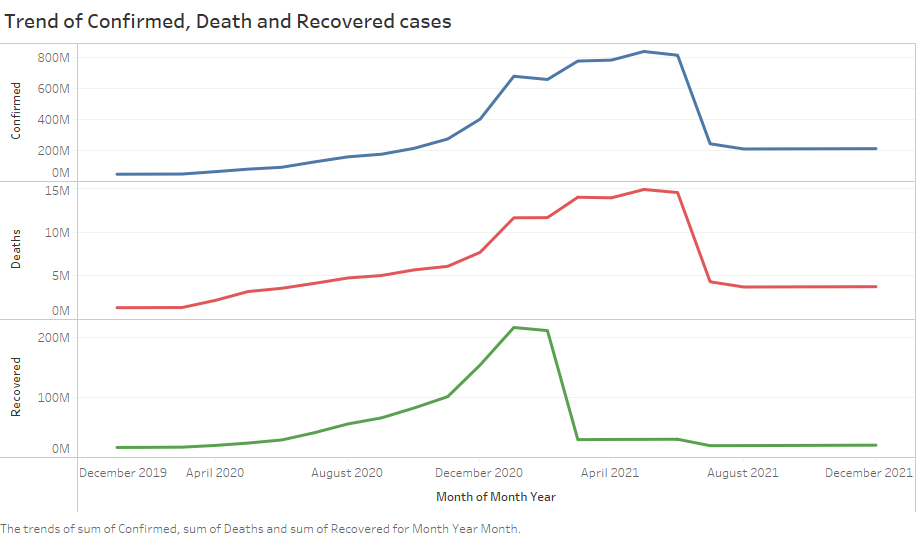 Trend of Confirmed, Death and Recovered cases
Confirmed
800M
600M
400M
200M
0M
Deaths
15M
10M
5M
0M
Recovered
200M
100M
0M
December 2019 April 2020 August 2020 December 2020 April 2021 August 2021 December 2021
Month of Month Year
The trends of sum of Confirmed, sum of Deaths and sum of Recovered for Month Year Month.